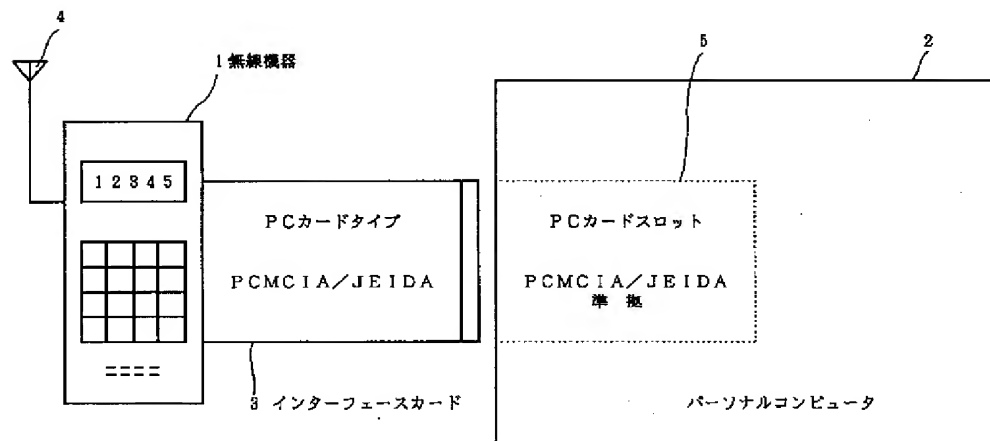 4
1 無線機器
5
2
12345
PCカードタイプ
PCMCIA/JEIDA
PCカードスロット
PCMCIA/JEIDA
準 拠
3 インターフェースカード
パーソナルコンピュータ